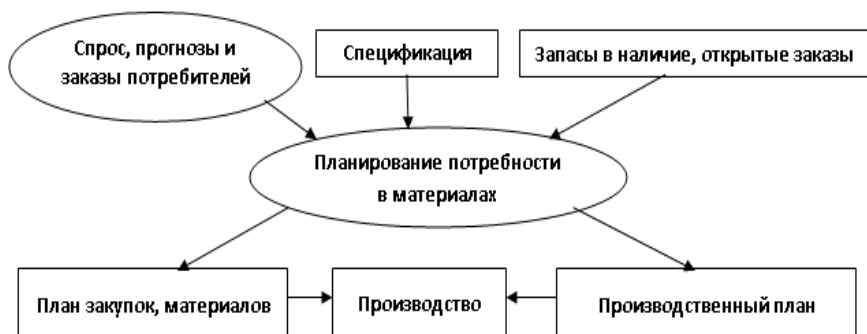 Спрос, прогнозы и
заказы потребителей
Спецификация
Запасы в наличие, открытые заказы
Планирование потребности
в материалах
План закупок, материалов
Производство
Производственный план